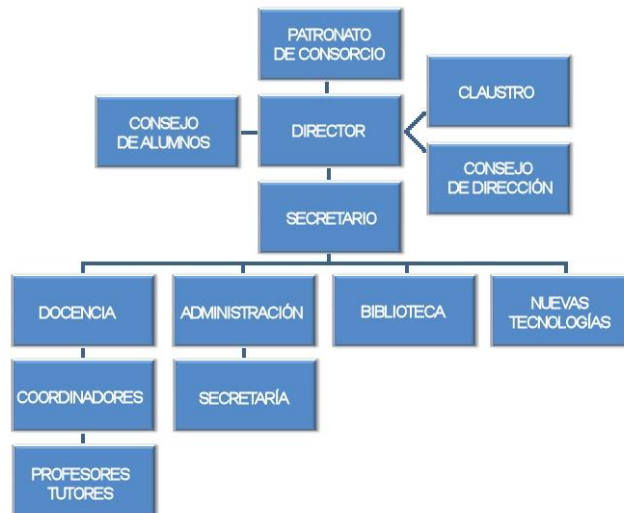 PATRONATO
DE CONSORCIO
CLAUSTRO
CONSEJO
DE ALUMNOS
DIRECTOR
CONSEJO
DE DIRECCIÓN
SECRETARIO
DOCENCIA
ADMINISTRACIÓN
BIBLIOTECA
NUEVAS
TECNOLOGÍAS
COORDINADORES
SECRETARÍA
PROFESORES
TUTORES